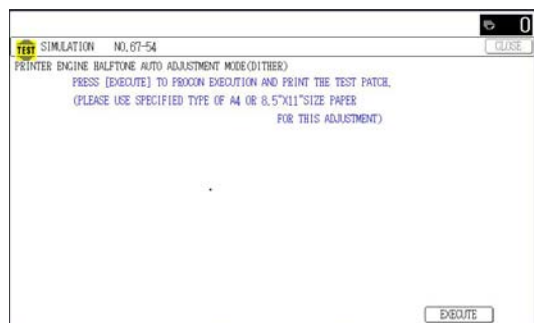 0
TEST SIMULATION NO.67-54 CLOSE
PRINTER ENGINE HALFTONE AUTO ADJUSTMENT MODE(DITHER)
PRESS [EXECUTE] TO PROCON EXECUTION AND PRINT THE TEST PATCH.
(PLEASE USE SPECIFIED TYPE OF A4 OR 8.5"X11"SIZE PAPER
FOR THIS ADJUSTMENT)
EXECUTE